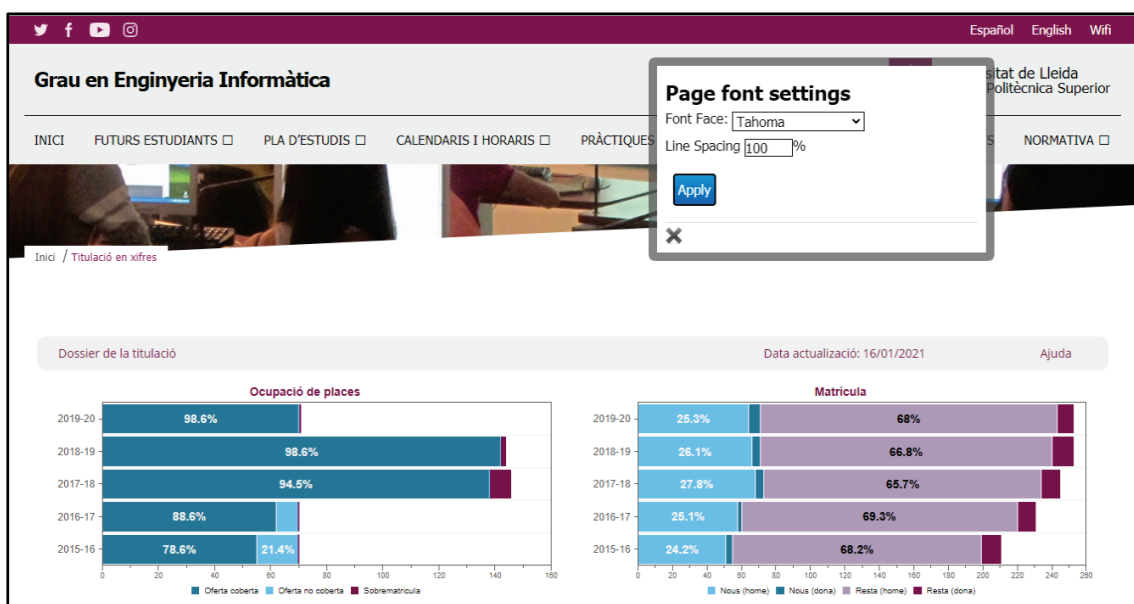 Español English Wifi
Grau en Enginyeria Informàtica
sitat de Lleida
Politècnica Superior
INICI FUTURS ESTUDIANTS PLA D'ESTUDIS CALENDARIS I HORARIS PRÀCTIQUES S NORMATIVA
Page font settings
Font Face: Tahoma
Line Spacing 100 %
Apply
Inici / Titulació en xifres
Dossier de la titulació Data actualizació: 16/01/2021 Ajuda
Ocupació de places
2019-20 98.6%
2018-19 98.6%
2017-18 94.5%
2016-17 88.6%
2015-16 78.6% 21.4%
0 20 40 60 80 100 120 140 160
Oferta coberta Oferta no coberta Sobrematricula
Matrícula
2019-20 25.3% 68%
2018-19 26.1% 66.8%
2017-18 27.8% 65.7%
2016-17 25.1% 69.3%
2015-16 24.2% 68.2%
0 20 40 60 80 100 120 140 160 180 200 220 240 260
Nous (home) Nous (dona) Resta (home) Resta (dona)